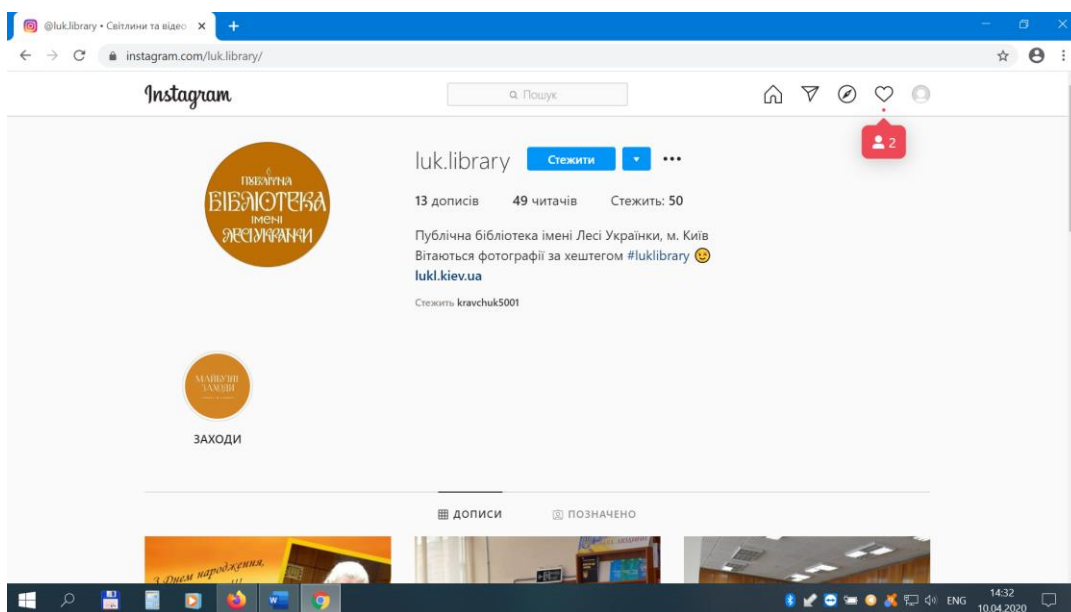 @luk.library • Світлини та відео
instagram.com/luk.library/
Instagram
Пошук
2
ПУБЛІЧНА
БІБЛІОТЕКА
ІМЕНІ
ЛЕСІ УКРАЇНКИ
luk.library
Стежити
13 дописів 49 читачів Стежить: 50
Публічна бібліотека імені Лесі Українки, м. Київ
Вітаються фотографії за хештегом #luklibrary 😉
lukl.kiev.ua
Стежить kravchuk5001
МАЙБУТНІ
ЗАХОДИ
ЗАХОДИ
ДОПИСИ ПОЗНАЧЕНО
З Днем народження,
ENG
14:32
10.04.2020